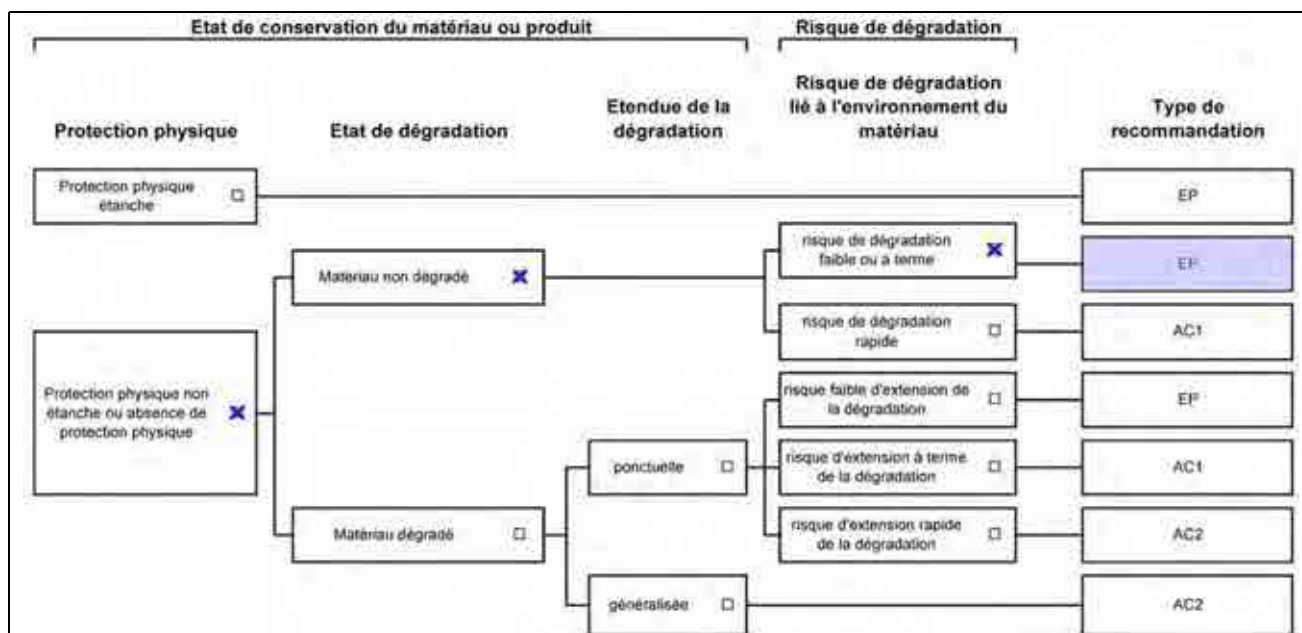 Etat de conservation du matériau ou produit
Risque de dégradation
Protection physique
Etat de dégradation
Etendue de la
dégradation
Risque de dégradation
lié à l'environnement du
matériau
Type de
recommandation
Protection physique
étanche
EP
risque de dégradation
faible ou à terme
EP
Matériau non dégradé
risque de dégradation
rapide
AC1
Protection physique non
étanche ou absence de
protection physique
risque faible d'extension de
la dégradation
EP
ponctuelle
risque d'extension à terme
de la dégradation
AC1
Matériau dégradé
risque d'extension rapide
de la dégradation
AC2
généralisée
AC2